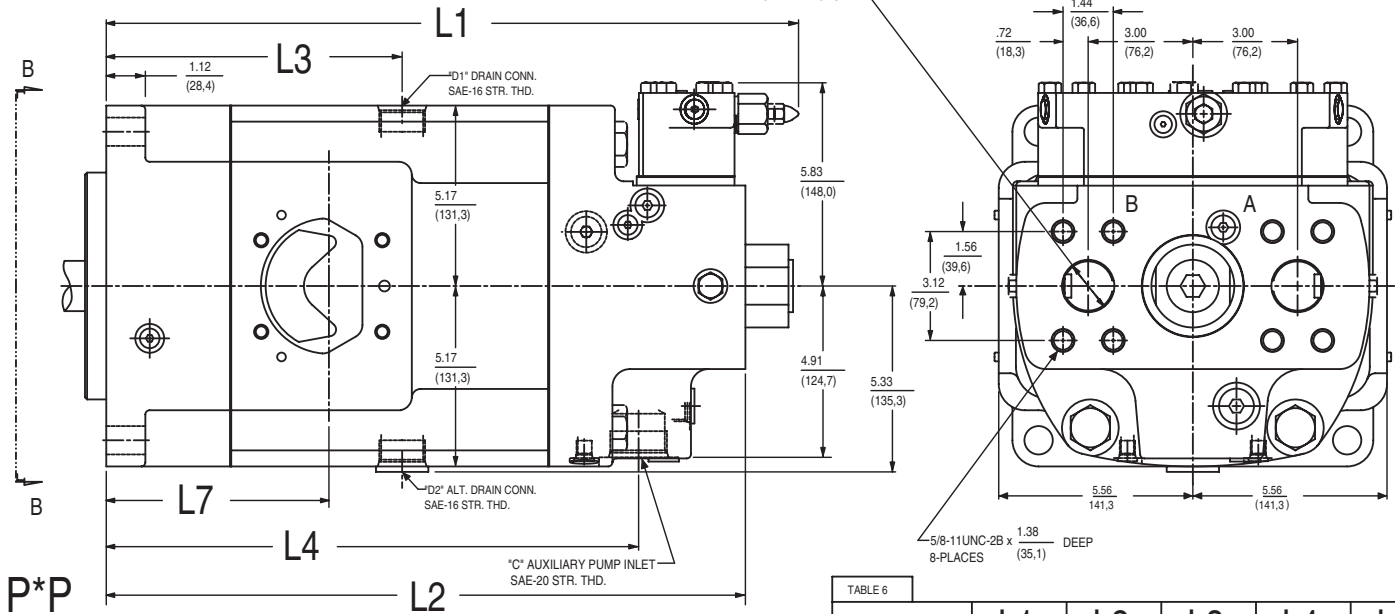 L1
L3
1.12
(28,4)
B
"D1" DRAIN CONN.
SAE-16 STR. THD.
5.17
(131,3)
5.83
(148,0)
5.17
(131,3)
4.91
(124,7)
5.33
(135,3)
B
L7
"D2" ALT. DRAIN CONN.
SAE-16 STR. THD.
L4
"C" AUXILIARY PUMP INLET
SAE-20 STR. THD.
L2
P*P
1.44
(36,6)
.72
(18,3)
3.00
(76,2)
3.00
(76,2)
B
A
1.56
(39,6)
3.12
(79,2)
5.56
141,3
5.56
(141,3)
5/8-11UNC-2B x 1.38 DEEP
(35,1)
8-PLACES
TABLE 6